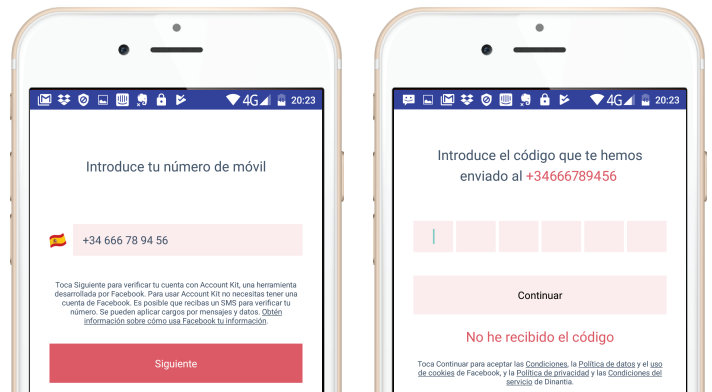 4G 20:23
Introduce tu número de móvil
+34 666 78 94 56
Toca Siguiente para verificar tu cuenta con Account Kit, una herramienta
desarrollada por Facebook. Para usar Account Kit no necesitas tener una
cuenta de Facebook. Es posible que recibas un SMS para verificar tu
número. Se pueden aplicar cargos por mensajes y datos. Obtén
información sobre cómo usa Facebook tu información.
Siguiente
4G 20:23
Introduce el código que te hemos
enviado al +34666789456
Continuar
No he recibido el código
Toca Continuar para aceptar las Condiciones, la Política de datos y el uso
de cookies de Facebook, y la Política de privacidad y las Condiciones del
servicio de Dinantia.